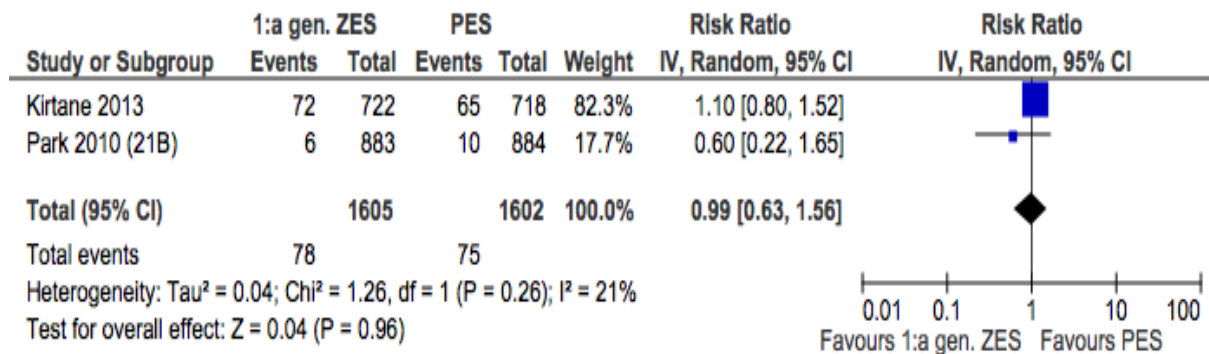 1:a gen. ZES PES Risk Ratio Risk Ratio
Study or Subgroup Events Total Events Total Weight IV, Random, 95% CI IV, Random, 95% CI
Kirtane 2013 72 722 65 718 82.3% 1.10 [0.80, 1.52]
Park 2010 (21B) 6 883 10 884 17.7% 0.60 [0.22, 1.65]
Total (95% CI) 1605 1602 100.0% 0.99 [0.63, 1.56]
Total events 78 75
Heterogeneity: Tau² = 0.04; Chi² = 1.26, df = 1 (P = 0.26); I² = 21%
Test for overall effect: Z = 0.04 (P = 0.96)
0.01 0.1 1 10 100
Favours 1:a gen. ZES Favours PES